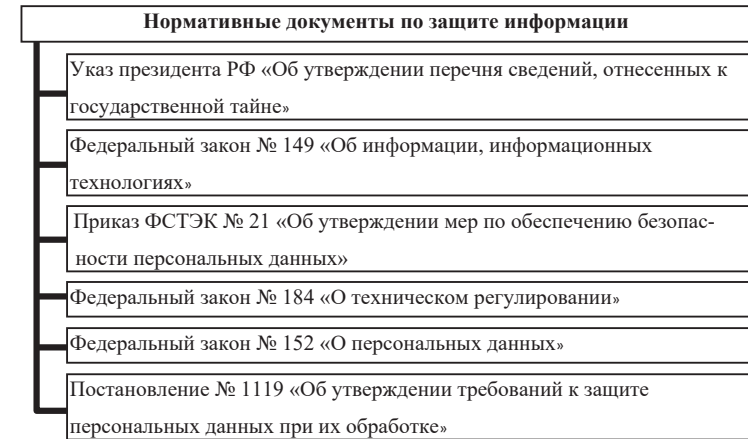 Нормативные документы по защите информации
Указ президента РФ «Об утверждении перечня сведений, отнесенных к
государственной тайне»
Федеральный закон № 149 «Об информации, информационных
технологиях»
Приказ ФСТЭК № 21 «Об утверждении мер по обеспечению безопас-
ности персональных данных»
Федеральный закон № 184 «О техническом регулировании»
Федеральный закон № 152 «О персональных данных»
Постановление № 1119 «Об утверждении требований к защите
персональных данных при их обработке»